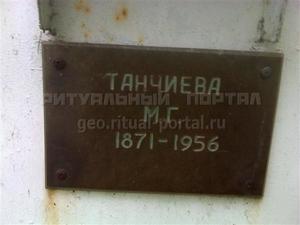 ТАНЧИЕВА
РИТУАЛЬНЫЙ ПОРТАЛ
М.Г.
geo.ritual-portal.ru
1871-1956